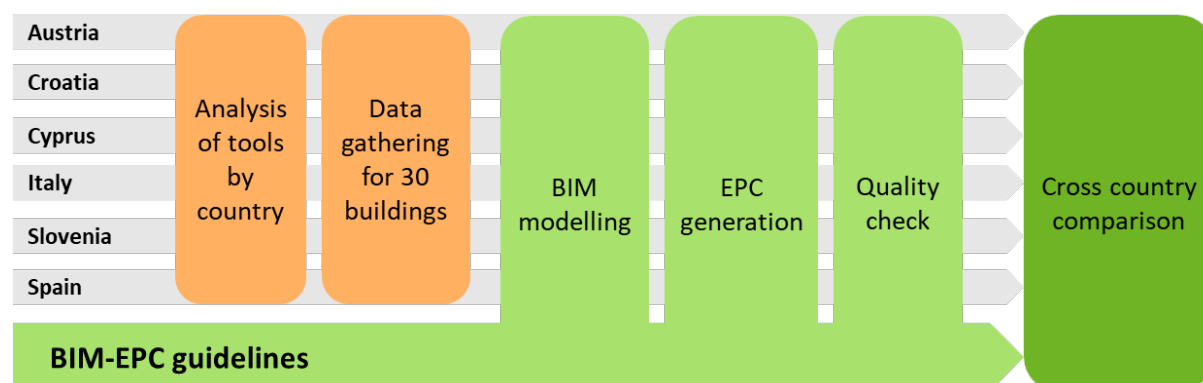 Austria
Croatia
Cyprus
Italy
Slovenia
Spain
Analysis
of tools
by
country
Data
gathering
for 30
buildings
BIM
modelling
EPC
generation
Quality
check
Cross country
comparison
BIM-EPC guidelines